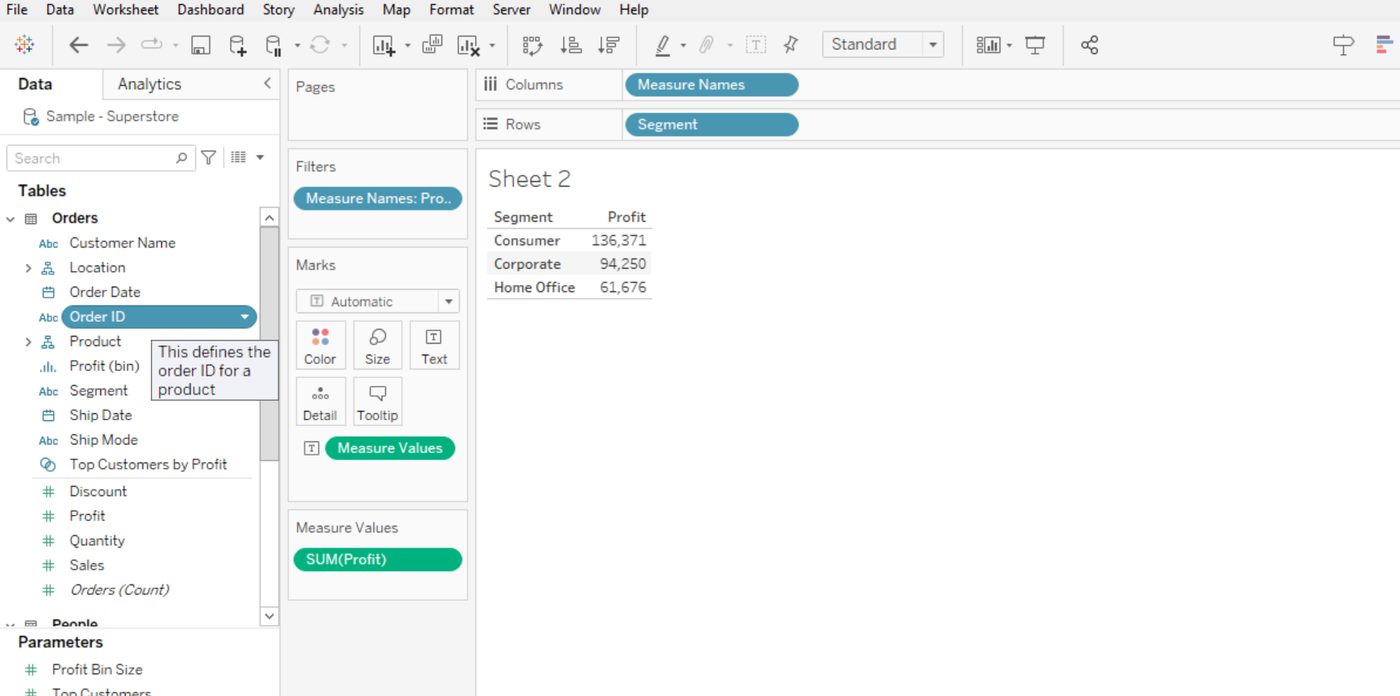 File Data Worksheet Dashboard Story Analysis Map Format Server Window Help
Standard
Data Analytics
Sample - Superstore
Search
Tables
Orders
Abc Customer Name
Location
Order Date
Abc Order ID
Product
Profit (bin)
Abc Segment
Ship Date
Abc Ship Mode
Top Customers by Profit
Discount
Profit
Quantity
Sales
Orders (Count)
People
This defines the
order ID for a
product
Parameters
Profit Bin Size
Top Customers
Pages
Filters
Measure Names: Pro..
Marks
Automatic
Color Size Text
Detail Tooltip
Measure Values
Measure Values
SUM(Profit)
Columns Measure Names
Rows Segment
Sheet 2
Segment Profit
Consumer 136,371
Corporate 94,250
Home Office 61,676